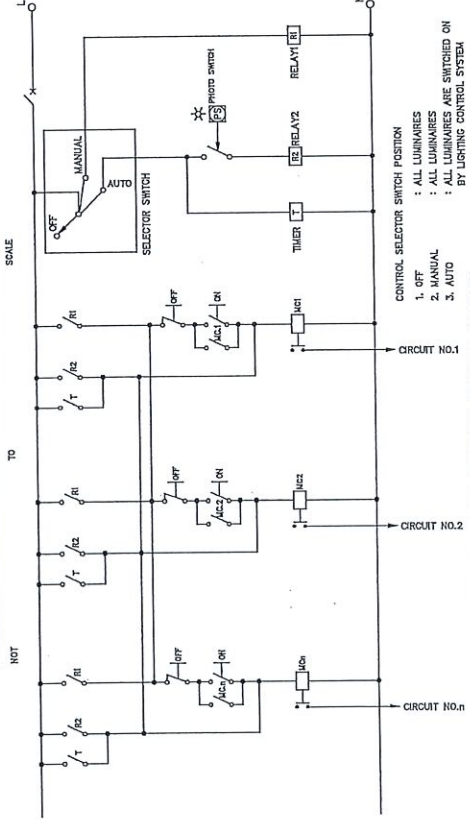 L
N
NOT TO SCALE
OFF
MANUAL
AUTO
SELECTOR SWITCH
PHOTO SWITCH
PS
R1
RELAY1
R2
RELAY2
T
TIMER
R1
R2
T
OFF
ON
MC.1
MC1
CIRCUIT NO.1
R1
R2
T
OFF
ON
MC.2
MC2
CIRCUIT NO.2
R1
R2
T
OFF
ON
MC.n
MCn
CIRCUIT NO.n
CONTROL SELECTOR SWITCH POSITION
1. OFF : ALL LUMINAIRES
2. MANUAL : ALL LUMINAIRES
3. AUTO : ALL LUMINAIRES ARE SWITCHED ON
BY LIGHTING CONTROL SYSTEM